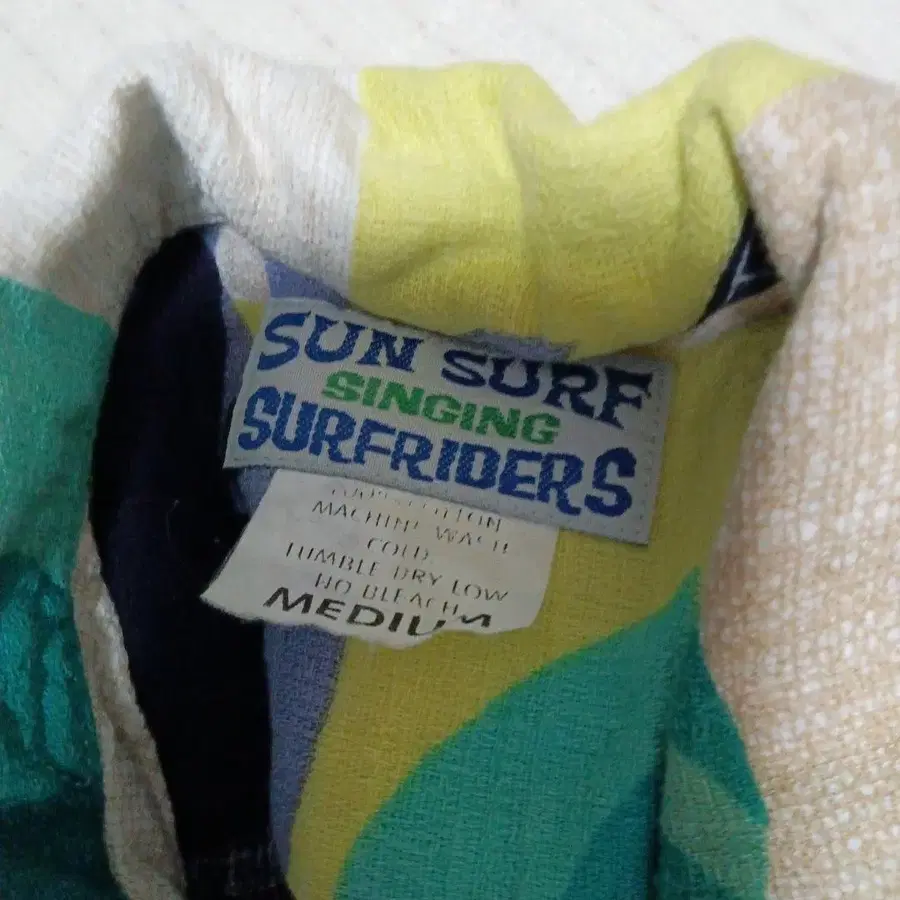 SUN SURF
SINGING
SURFRIDERS
MACHINE WASH
COLD
TUMBLE DRY LOW
NO BLEACH
MEDIUM